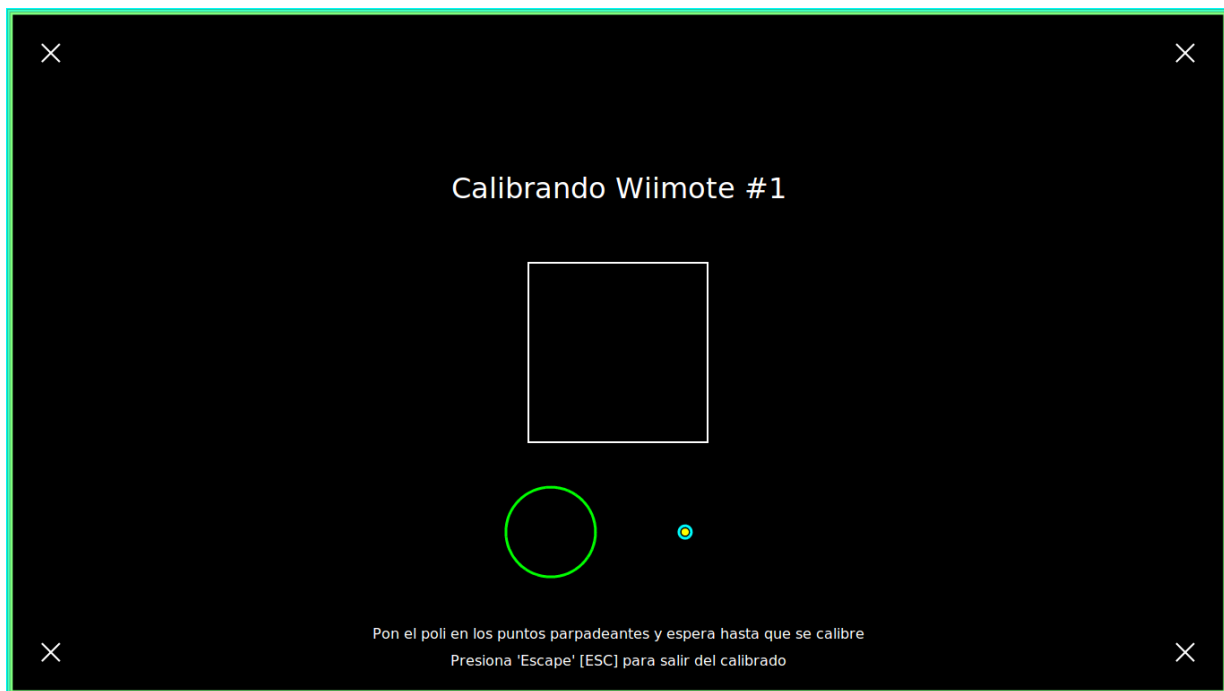 Calibrando Wiimote #1
Pon el poli en los puntos parpadeantes y espera hasta que se calibre
Presiona 'Escape' [ESC] para salir del calibrado